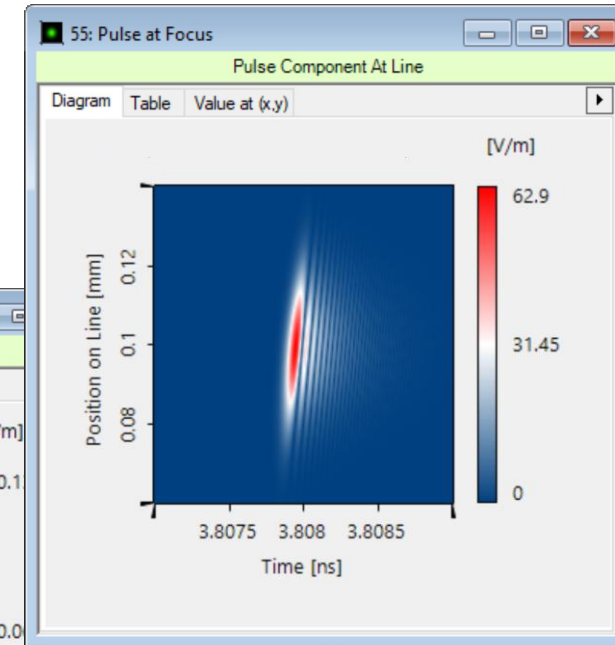 55: Pulse at Focus
Pulse Component At Line
Diagram Table Value at (x,y)
[V/m]
62.9
31.45
0
Position on Line [mm]
0.12
0.1
0.08
3.8075 3.808 3.8085
Time [ns]
/m]